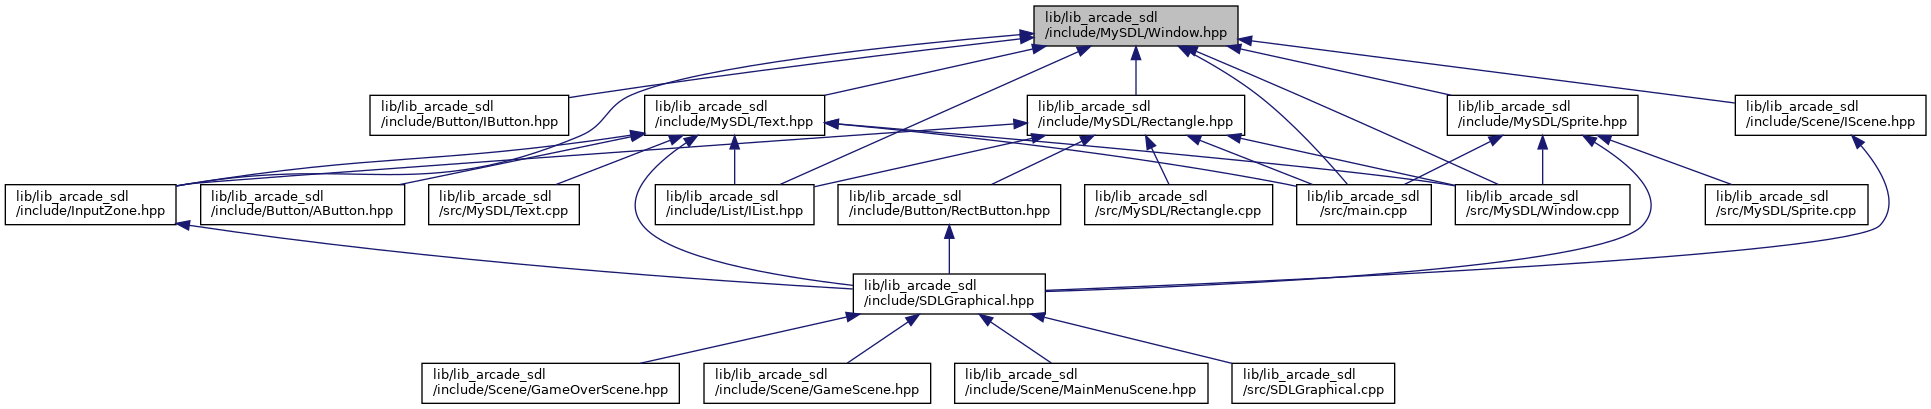 lib/lib_arcade_sdl
/include/MySDL/Window.hpp
lib/lib_arcade_sdl
/include/Button/IButton.hpp
lib/lib_arcade_sdl
/include/MySDL/Text.hpp
lib/lib_arcade_sdl
/include/MySDL/Rectangle.hpp
lib/lib_arcade_sdl
/include/MySDL/Sprite.hpp
lib/lib_arcade_sdl
/include/Scene/IScene.hpp
lib/lib_arcade_sdl
/include/InputZone.hpp
lib/lib_arcade_sdl
/include/Button/AButton.hpp
lib/lib_arcade_sdl
/src/MySDL/Text.cpp
lib/lib_arcade_sdl
/include/List/IList.hpp
lib/lib_arcade_sdl
/include/Button/RectButton.hpp
lib/lib_arcade_sdl
/src/MySDL/Rectangle.cpp
lib/lib_arcade_sdl
/src/main.cpp
lib/lib_arcade_sdl
/src/MySDL/Window.cpp
lib/lib_arcade_sdl
/src/MySDL/Sprite.cpp
lib/lib_arcade_sdl
/include/SDLGraphical.hpp
lib/lib_arcade_sdl
/include/Scene/GameOverScene.hpp
lib/lib_arcade_sdl
/include/Scene/GameScene.hpp
lib/lib_arcade_sdl
/include/Scene/MainMenuScene.hpp
lib/lib_arcade_sdl
/src/SDLGraphical.cpp